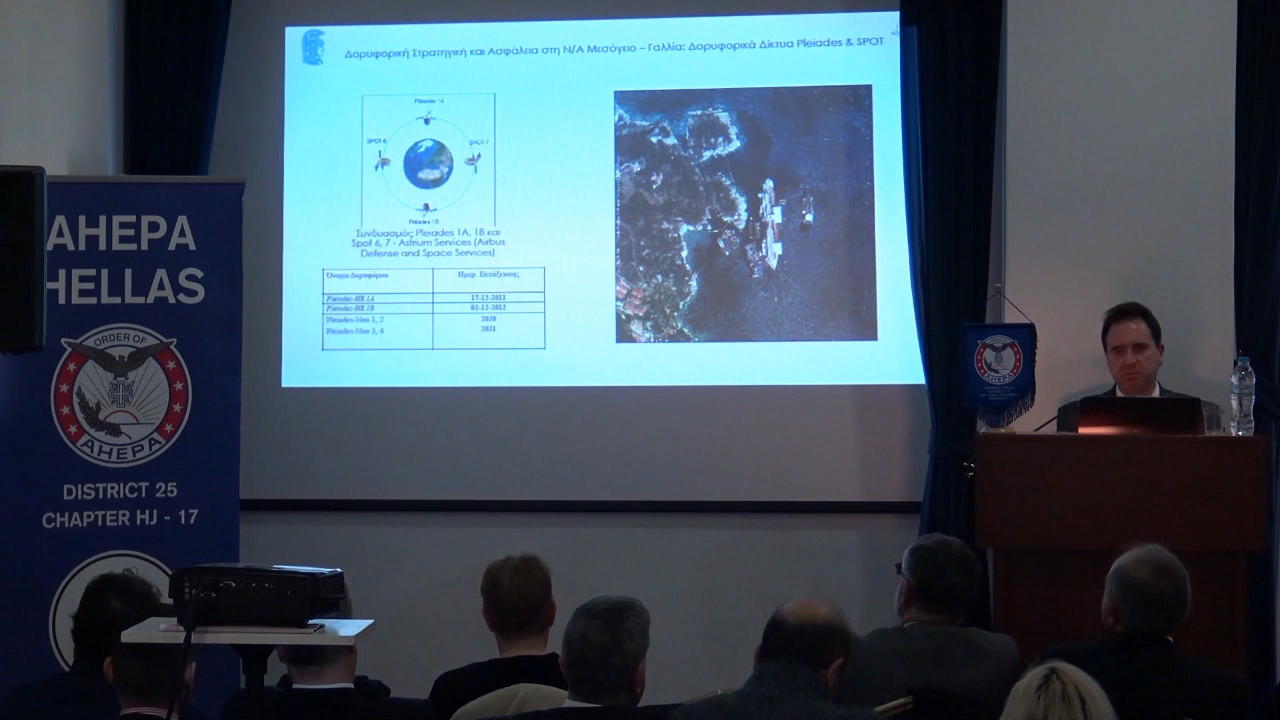 Δορυφορική Στρατηγική και Ασφάλεια στη Ν/Α Μεσόγειο – Γαλλία: Δορυφορικά Δίκτυα Pleiades & SPOT
Pleiades 1A
SPOT 6
SPOT 7
Pleiades 1B
Συνδυασμός Pleiades 1A, 1B και
Spot 6, 7 - Astrium Services (Airbus
Defense and Space Services)
Όνομα Δορυφόρου
Ημερ. Εκτόξευσης
Pleiades-HR 1A
17-12-2011
Pleiades-HR 1B
02-12-2012
Pleiades-Neo 1, 2
2020
Pleiades-Neo 3, 4
2021
AHEPA
HELLAS
ORDER OF
AHEPA
DISTRICT 25
CHAPTER HJ - 17
AHEPA